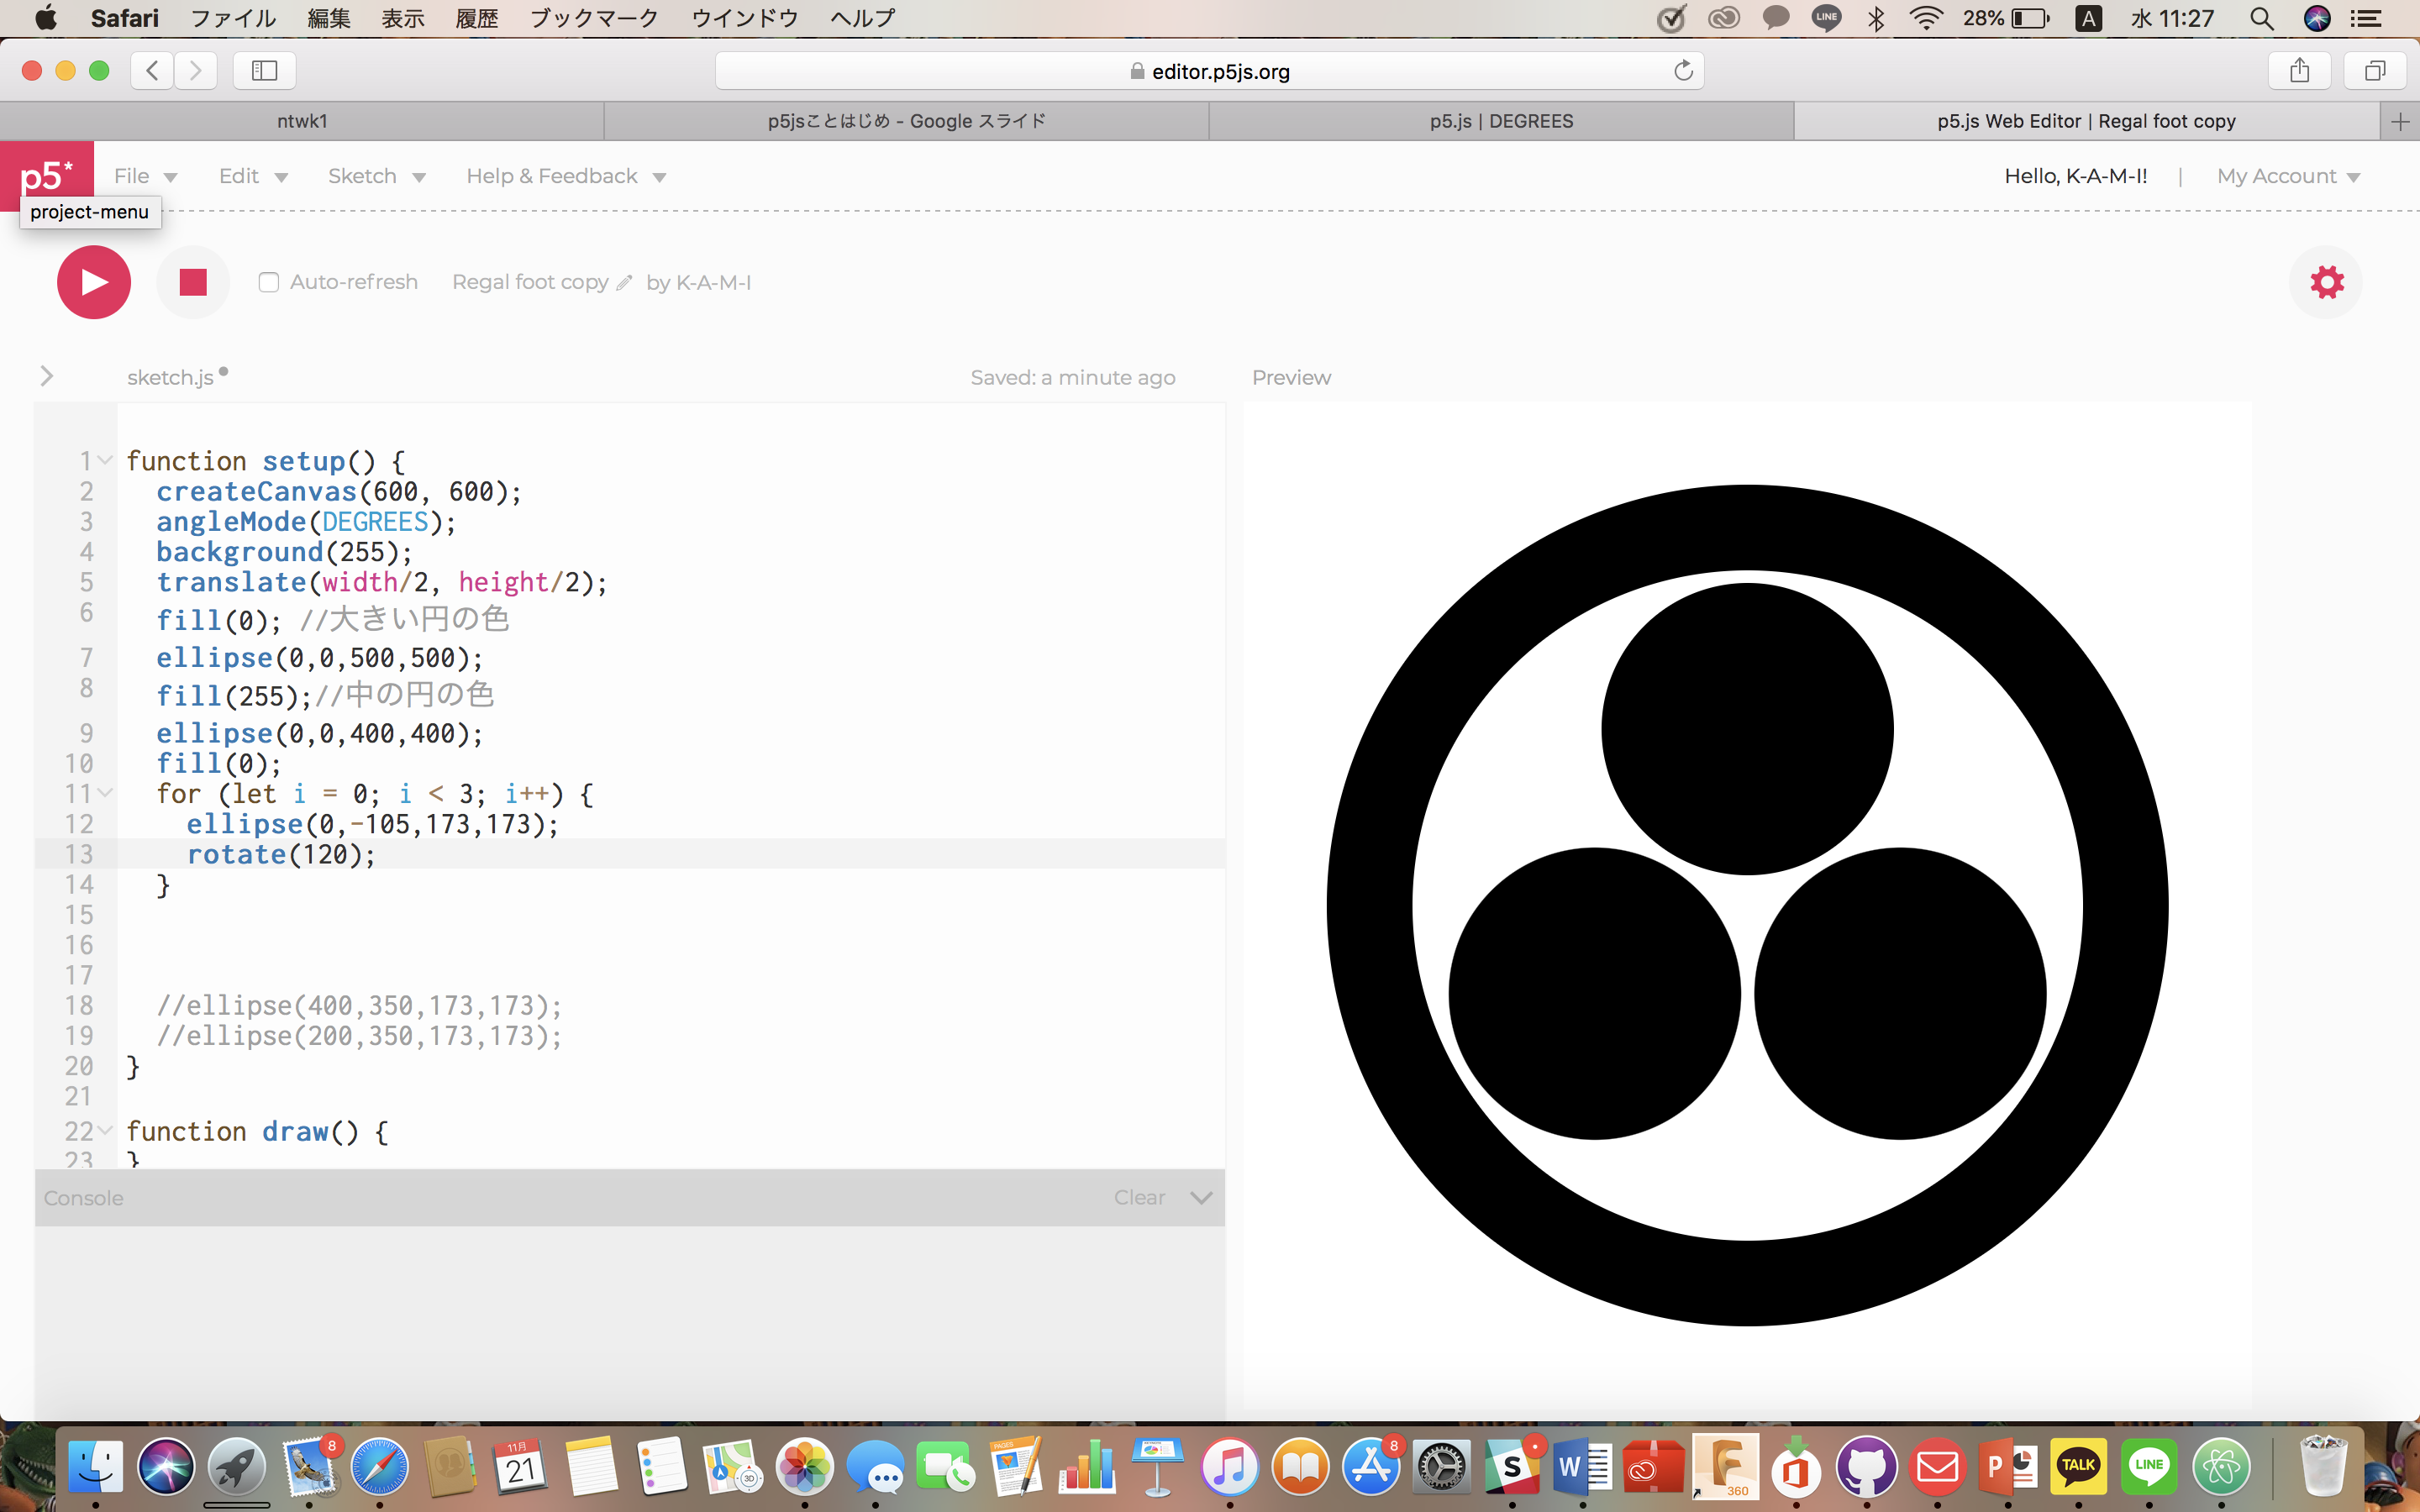 Safari ファイル 編集 表示 履歴 ブックマーク ウインドウ ヘルプ LINE 28% A 水 11:27
editor.p5js.org
ntwk1 p5jsことはじめ - Google スライド p5.js | DEGREES p5.js Web Editor | Regal foot copy
p5* File Edit Sketch Help & Feedback Hello, K-A-M-I! | My Account
project-menu
Auto-refresh Regal foot copy by K-A-M-I
sketch.js Saved: a minute ago Preview
1 function setup() {
2 createCanvas(600, 600);
3 angleMode(DEGREES);
4 background(255);
5 translate(width/2, height/2);
6 fill(0); //大きい円の色
7 ellipse(0,0,500,500);
8 fill(255);//中の円の色
9 ellipse(0,0,400,400);
10 fill(0);
11 for (let i = 0; i < 3; i++) {
12 ellipse(0,-105,173,173);
13 rotate(120);
14 }
15
16
17
18 //ellipse(400,350,173,173);
19 //ellipse(200,350,173,173);
20 }
21
22 function draw() {
23 }
Console Clear
8 11月 21 3D PAGES 8 S W F 360 P TALK LINE